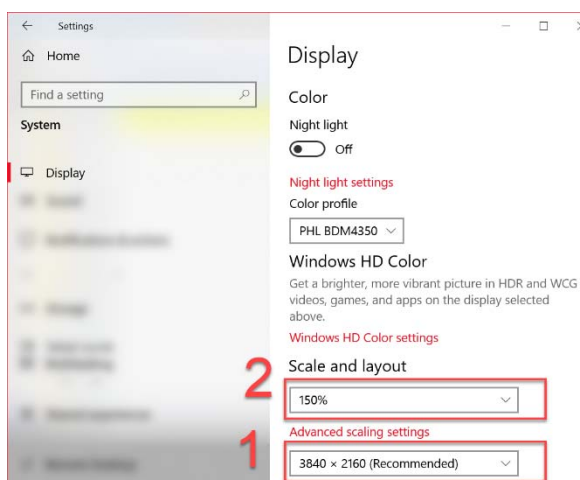 Settings
Home
Find a setting
System
Display
Display
Color
Night light
Off
Night light settings
Color profile
PHL BDM4350
Windows HD Color
Get a brighter, more vibrant picture in HDR and WCG
videos, games, and apps on the display selected
above.
Windows HD Color settings
Scale and layout
2
150%
Advanced scaling settings
1
3840 × 2160 (Recommended)